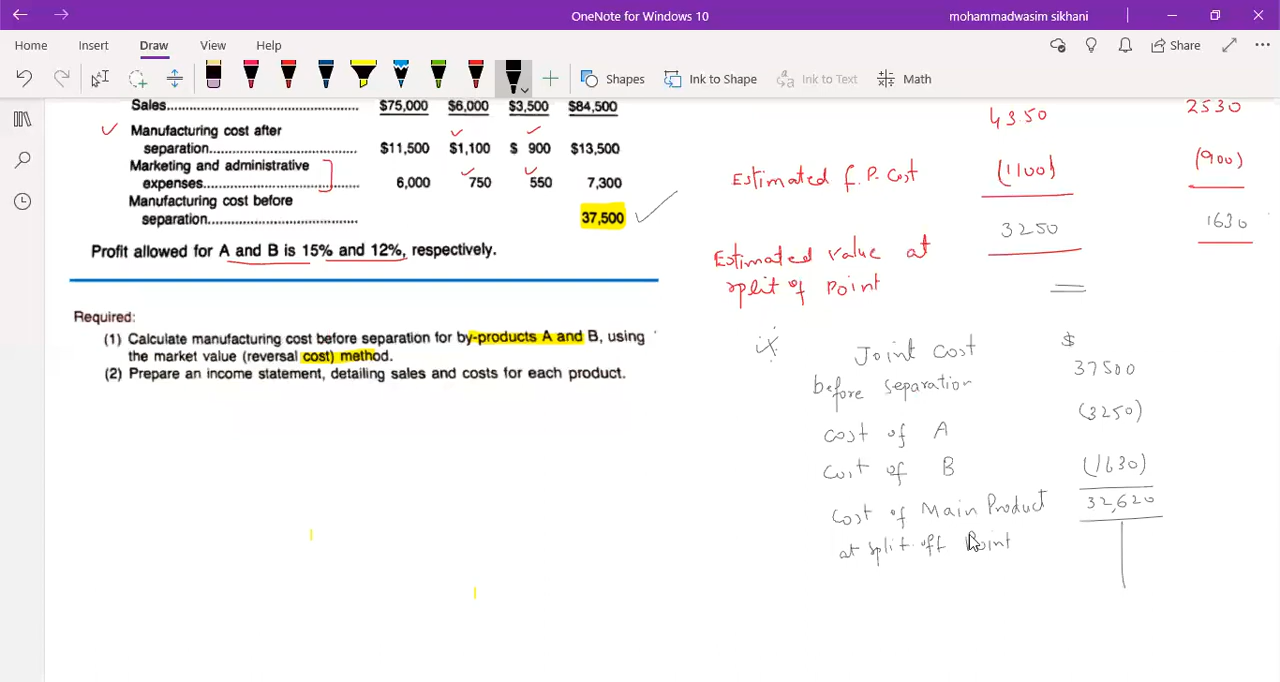 OneNote for Windows 10
mohammadwasim sikhani
Home Insert Draw View Help
Share
Shapes Ink to Shape Ink to Text Math
Sales.......................................................... $75,000 $6,000 $3,500 $84,500
Manufacturing cost after
separation.................................................. $11,500 $1,100 $ 900 $13,500
Marketing and administrative
expenses..................................................... 6,000 750 550 7,300
Manufacturing cost before
separation.................................................. 37,500
Profit allowed for A and B is 15% and 12%, respectively.
Required:
(1) Calculate manufacturing cost before separation for by-products A and B, using
the market value (reversal cost) method.
(2) Prepare an income statement, detailing sales and costs for each product.
4350 2530
Estimated f.P. Cost (1100) (900)
3250 1630
Estimated value at
split of Point
Joint Cost $
before separation 37500
Cost of A (3250)
Cost of B (1630)
Cost of Main Product 32,620
at split off Point